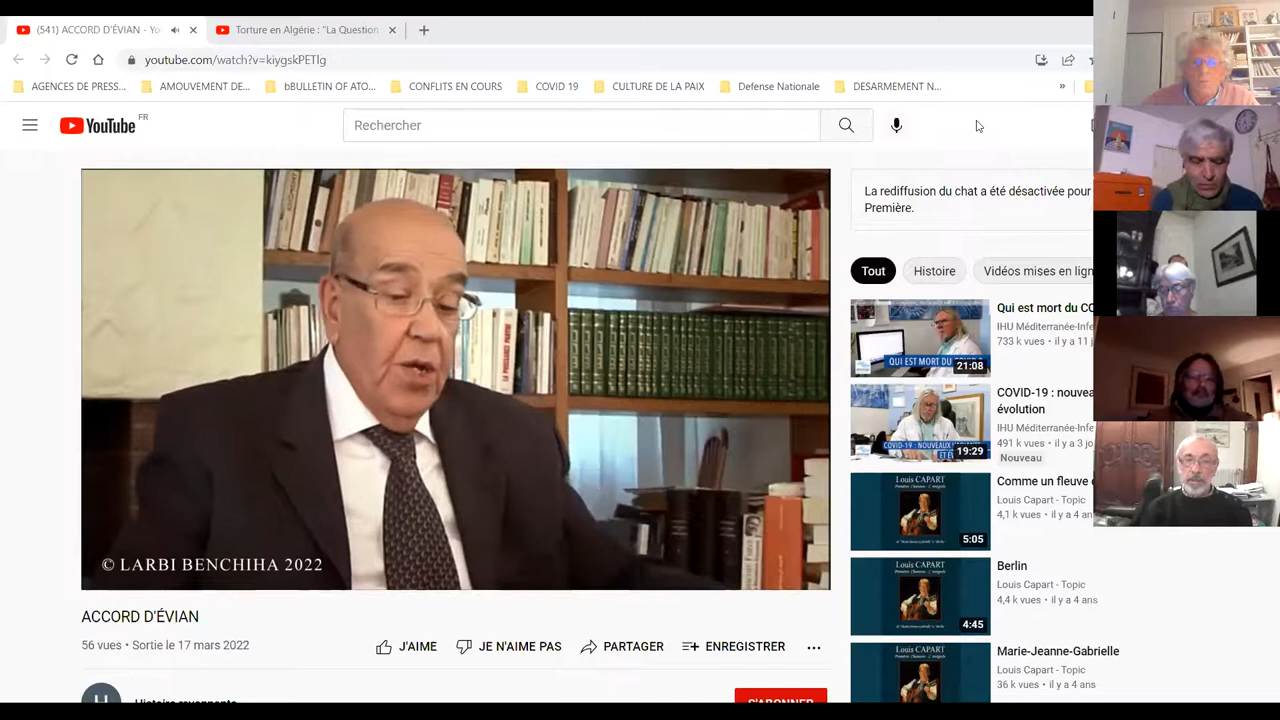 (541) ACCORD D'ÉVIAN - Yo
Torture en Algérie : "La Question
youtube.com/watch?v=kiygskPETlg
AGENCES DE PRESS...
AMOUVEMENT DE...
bBULLETIN OF ATO...
CONFLITS EN COURS
CULTURE DE LA PAIX
Defense Nationale
DESARMEMENT N...
»
YouTube FR
Rechercher
La rediffusion du chat a été désactivée pour
Première.
Tout
Histoire
Vidéos mises en lign
Qui est mort du CO
IHU Méditerranée-Infe
733 k vues • il y a 11 j
QUI EST MORT DU
21:08
COVID-19 : nouvea
évolution
IHU Méditerranée-Infe
491 k vues • il y a 3 jo
Nouveau
19:29
Comme un fleuve
Louis Capart - Topic
4,1 k vues • il y a 4 an
Louis CAPART
5:05
Berlin
Louis Capart - Topic
4,4 k vues • il y a 4 ans
Louis CAPART
4:45
Marie-Jeanne-Gabrielle
Louis Capart - Topic
36 k vues • il y a 4 ans
Louis CAPART
© LARBI BENCHIHA 2022
ACCORD D'ÉVIAN
56 vues • Sortie le 17 mars 2022
J'AIME
JE N'AIME PAS
PARTAGER
ENREGISTRER
S'ABONNER